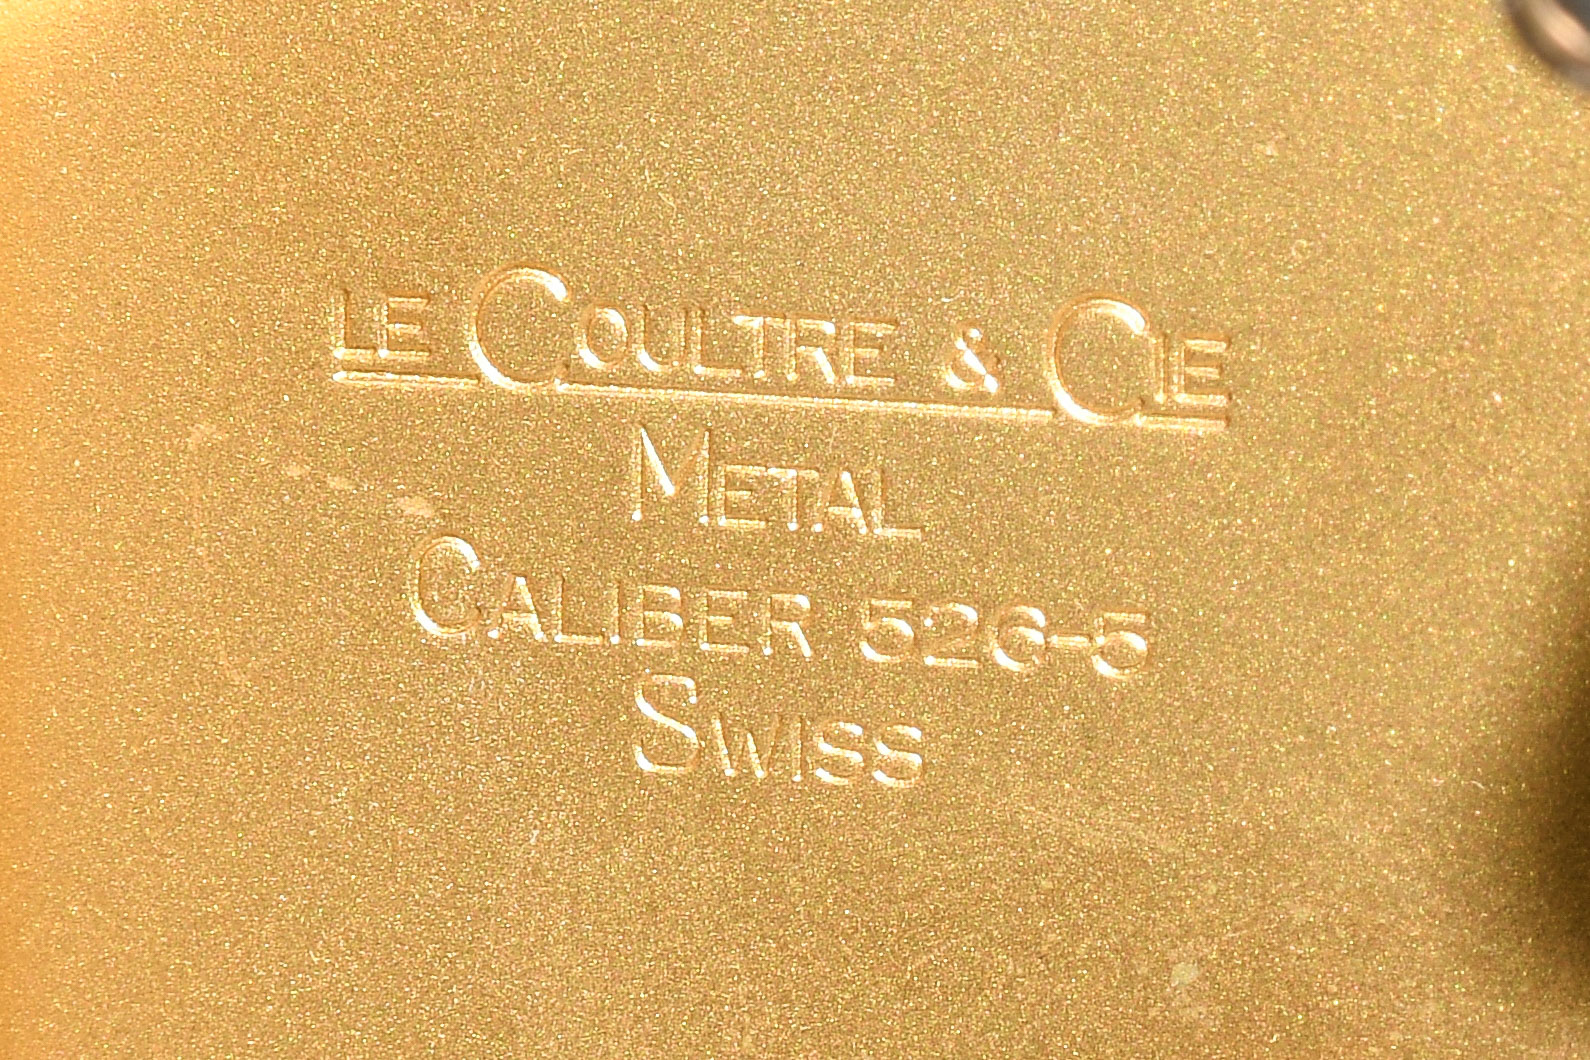 LE COULTRE & CIE
METAL
CALIBER 526-5
SWISS